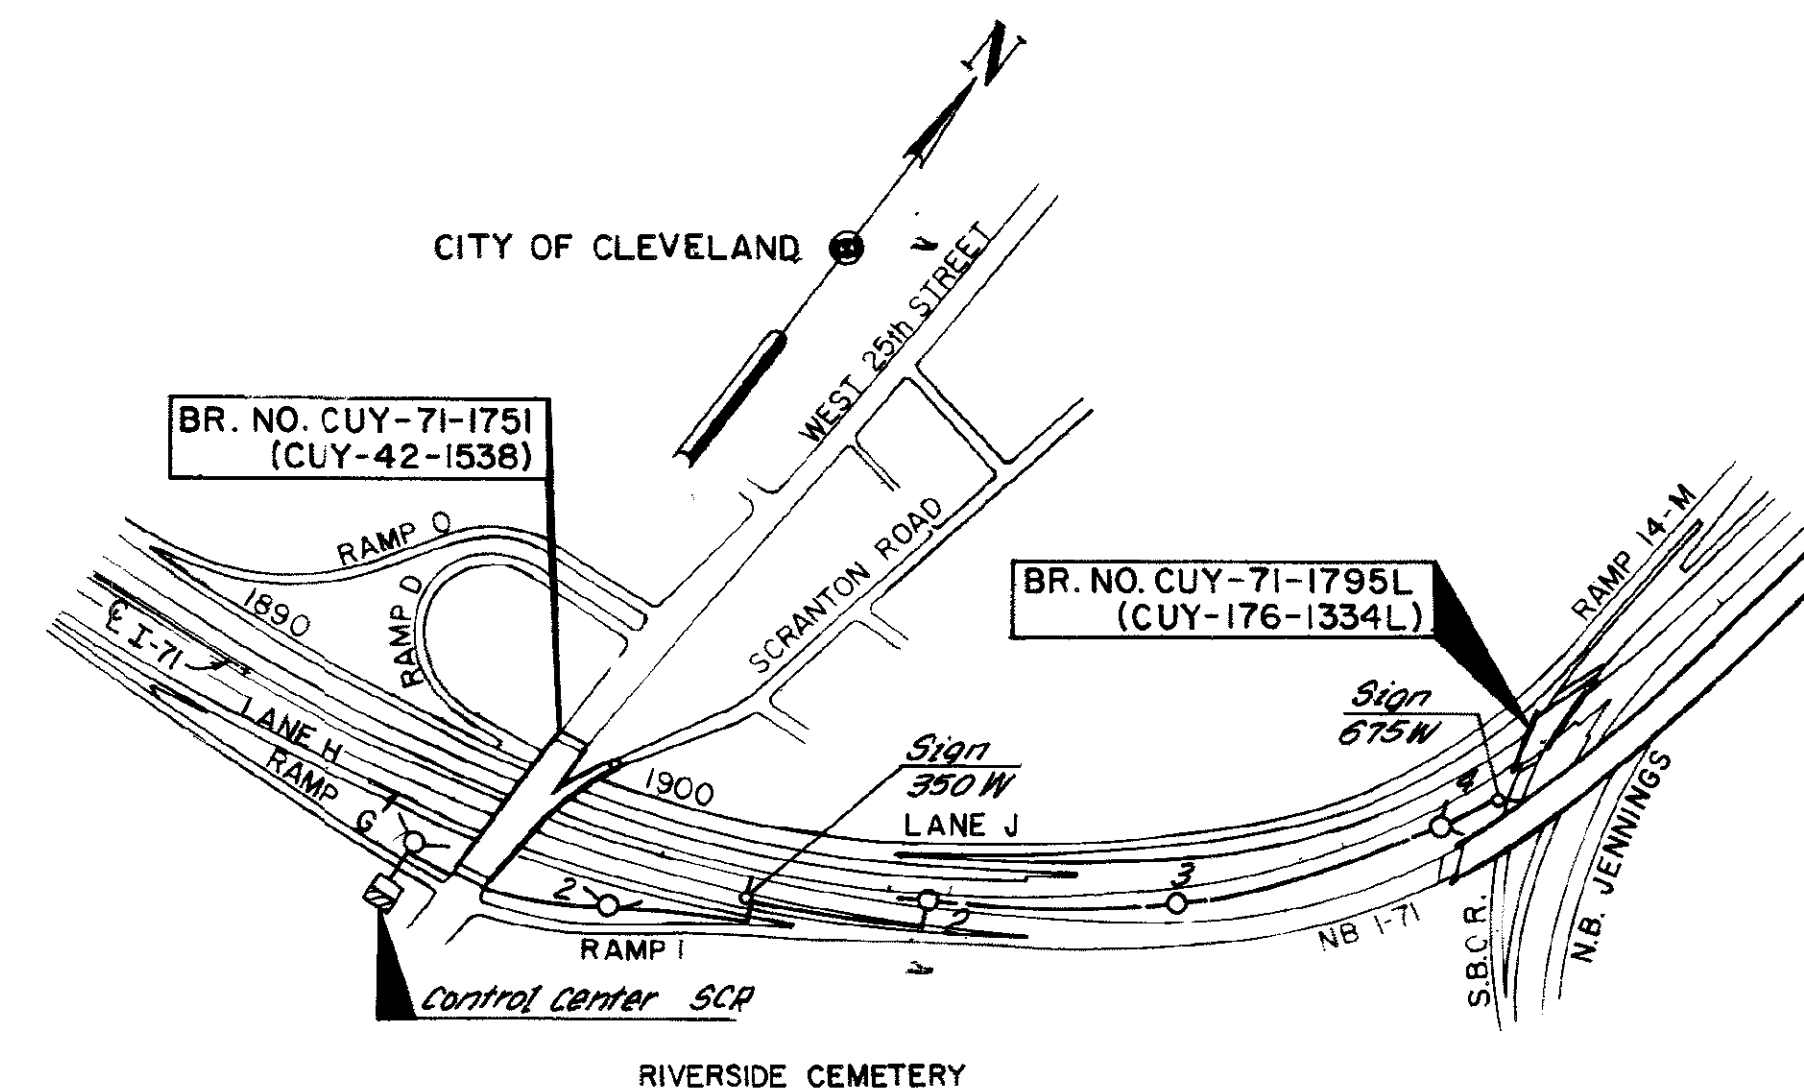 N
CITY OF CLEVELAND
WEST 25th STREET
BR. NO. CUY-71-1751
(CUY-42-1538)
RAMP O
RAMP D
1890
℄ I-71
LANE H
RAMP G
SCRANTON ROAD
BR. NO. CUY-71-1795L
(CUY-176-1334L)
RAMP 14-M
Sign
675W
Sign
350 W
1900
LANE J
1
2
1
2
3
4
RAMP I
NB I-71
S.B.C.R.
N.B. JENNINGS
Control Center SCR
RIVERSIDE CEMETERY